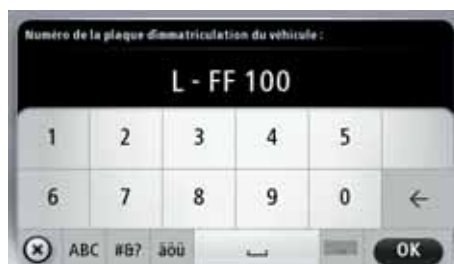 Numéro de la plaque d'immatriculation du véhicule :
L - FF 100
1 2 3 4 5
6 7 8 9 0 ←
ABC #&? äöü OK